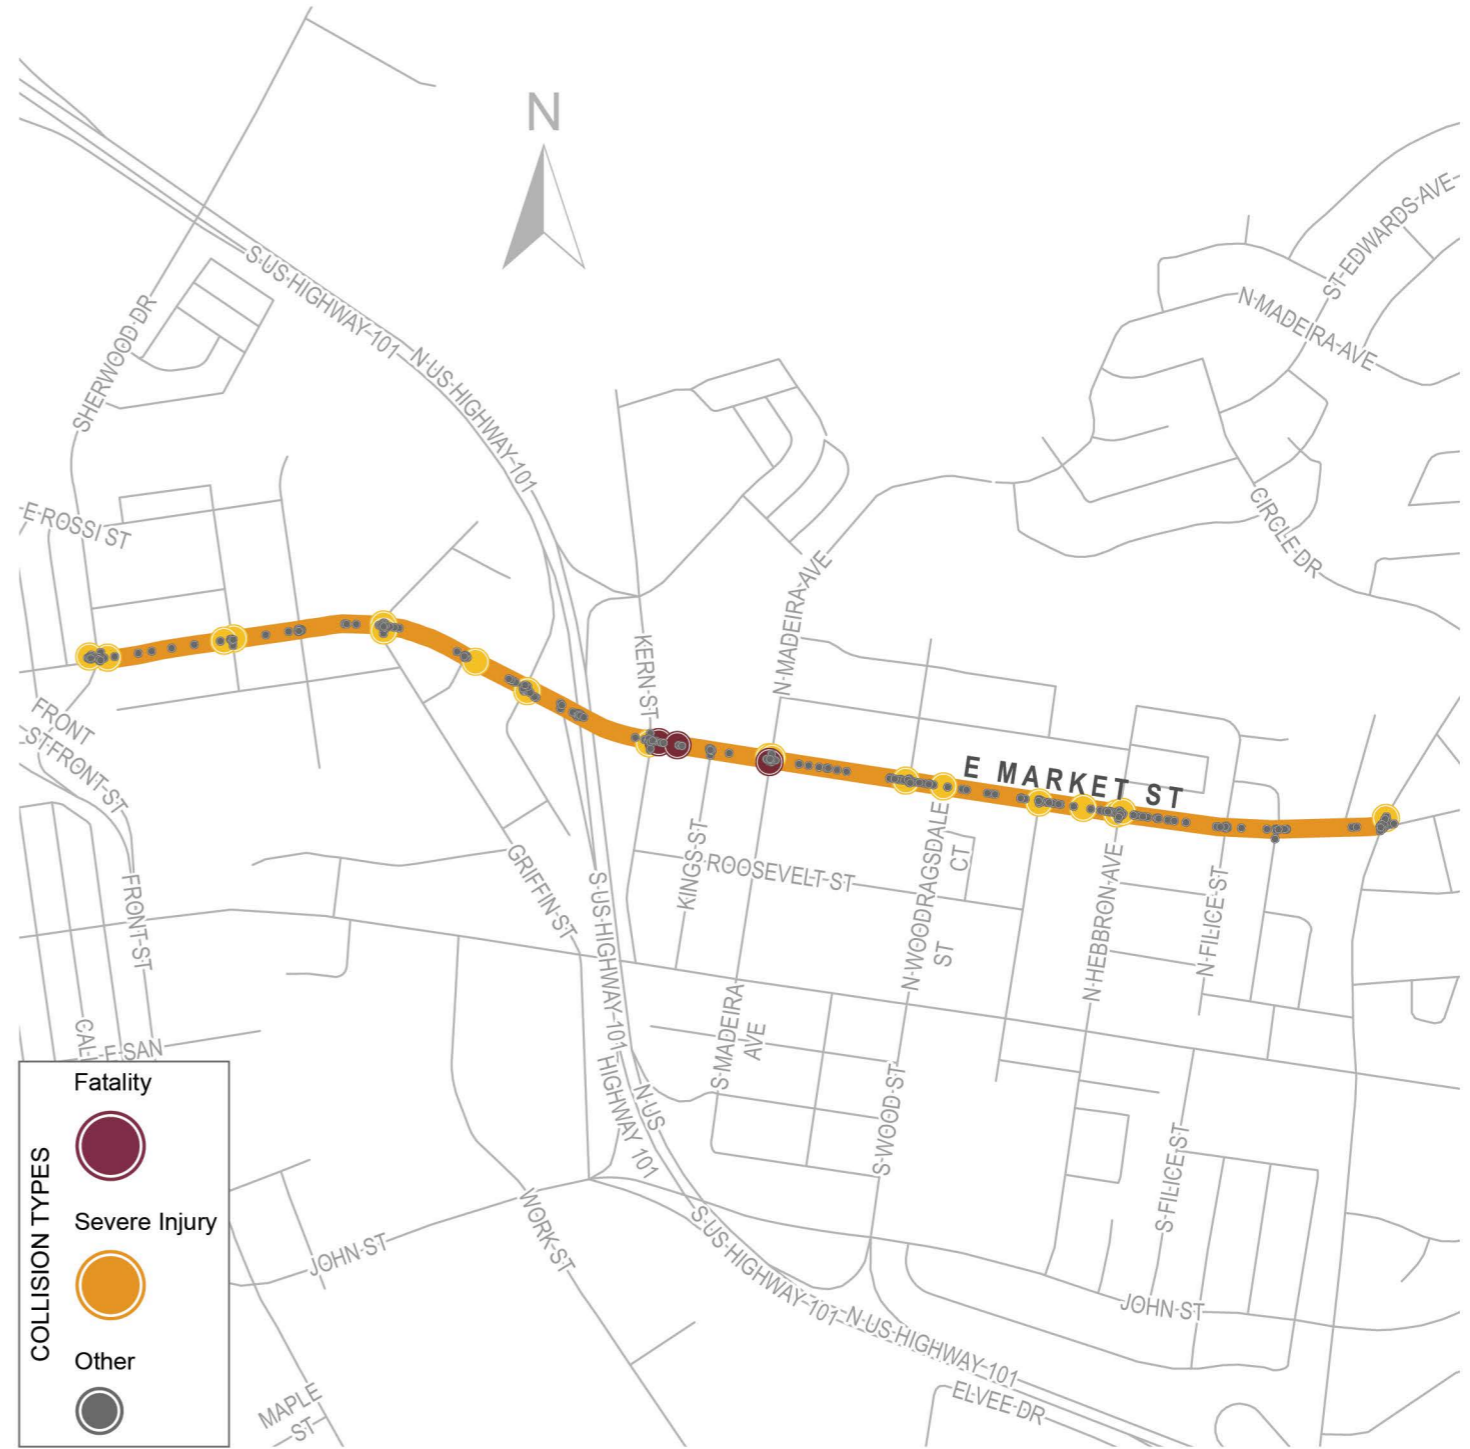 N
ST-EDWARDS-AVE
N-MADEIRA-AVE
S-US-HIGHWAY-101
N-US-HIGHWAY-101
SHERWOOD-DR
E-ROSSI ST
CIRCLE-DR
N-MADEIRA-AVE
KERN-ST
FRONT
ST-FRONT-ST
E MARKET ST
KINGS-ST
ROOSEVELT-ST
N-WOOD
ST
RAGSDALE
CT
N-HEBBRON-AVE
N-FILICE-ST
GRIFFIN-ST
FRONT-ST
S-US-HIGHWAY-101
HIGHWAY 101
N-US
S-MADEIRA
AVE
S-WOOD-ST
S-FILICE-ST
CAL
E-SAN
JOHN-ST
WORK-ST
S-US-HIGHWAY-101
N-US-HIGHWAY-101
JOHN-ST
ELVEE-DR
MAPLE
ST
COLLISION TYPES
Fatality
Severe Injury
Other